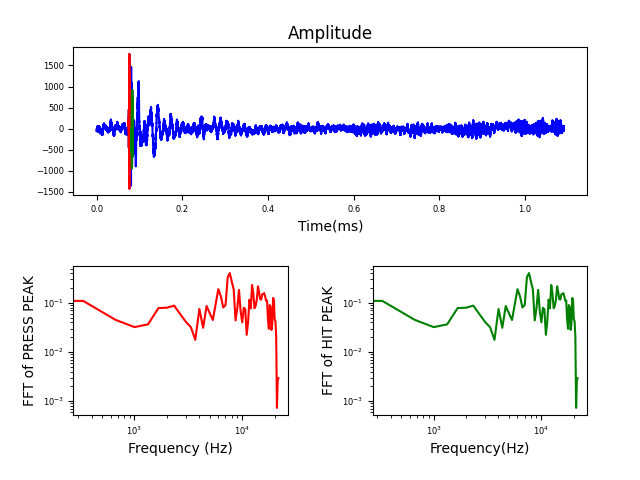 Amplitude
1500
1000
500
0
−500
−1000
−1500
0.0 0.2 0.4 0.6 0.8 1.0
Time(ms)
FFT of PRESS PEAK
10⁻¹
10⁻²
10⁻³
10³ 10⁴
Frequency (Hz)
FFT of HIT PEAK
10⁻¹
10⁻²
10⁻³
10³ 10⁴
Frequency(Hz)